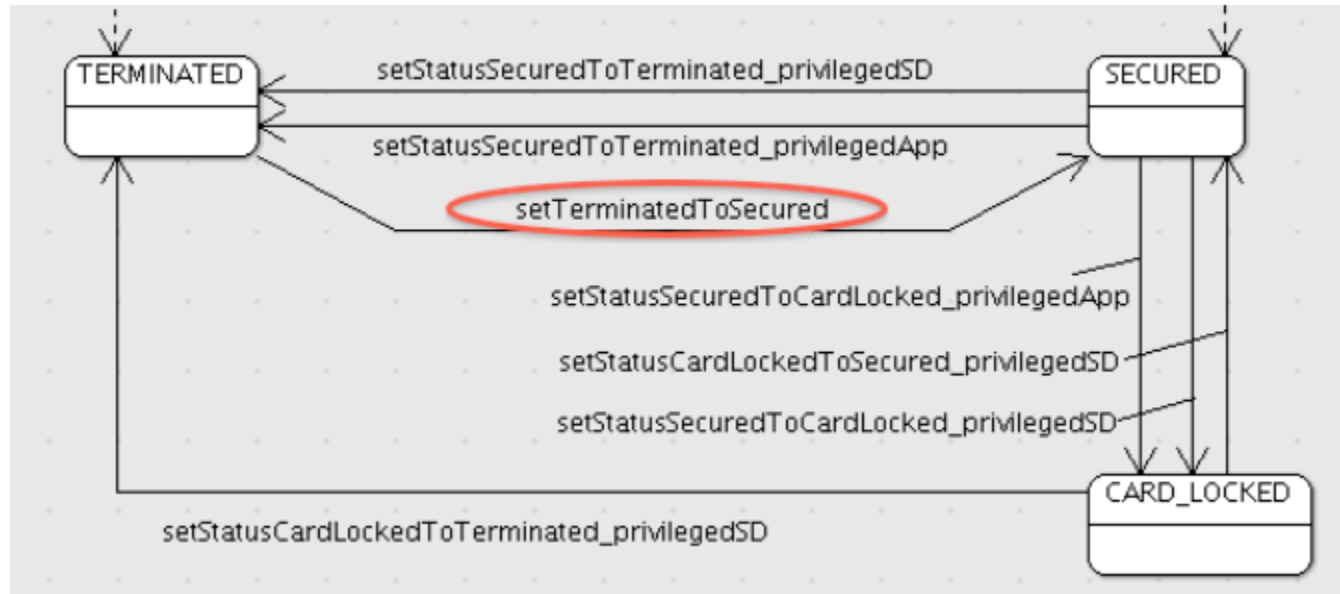 TERMINATED
setStatusSecuredToTerminated_privilegedSD
SECURED
setStatusSecuredToTerminated_privilegedApp
setTerminatedToSecured
setStatusSecuredToCardLocked_privilegedApp
setStatusCardLockedToSecured_privilegedSD
setStatusSecuredToCardLocked_privilegedSD
CARD_LOCKED
setStatusCardLockedToTerminated_privilegedSD